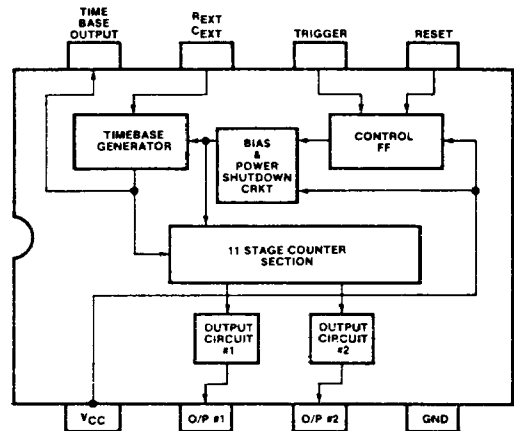 TIME
BASE
OUTPUT
REXT
CEXT
TRIGGER
RESET
TIMEBASE
GENERATOR
BIAS
&
POWER
SHUTDOWN
CRKT
CONTROL
FF
11 STAGE COUNTER
SECTION
OUTPUT
CIRCUIT
#1
OUTPUT
CIRCUIT
#2
VCC
O/P #1
O/P #2
GND